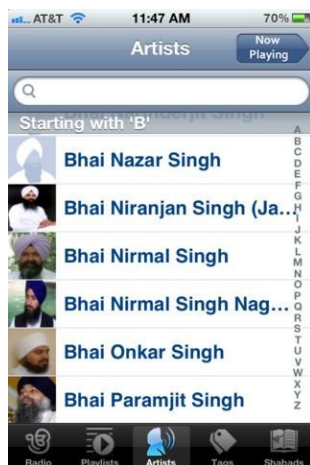 AT&T 11:47 AM 70%
Artists
Now
Playing
Starting with 'B'
Bhai Nazar Singh
Bhai Niranjan Singh (Ja...
Bhai Nirmal Singh
Bhai Nirmal Singh Nag...
Bhai Onkar Singh
Bhai Paramjit Singh
A
B
C
D
E
F
G
H
I
J
K
L
M
N
O
P
Q
R
S
T
U
V
W
X
Y
Z
ੴ
Radio Playlists Artists Tags Shabads